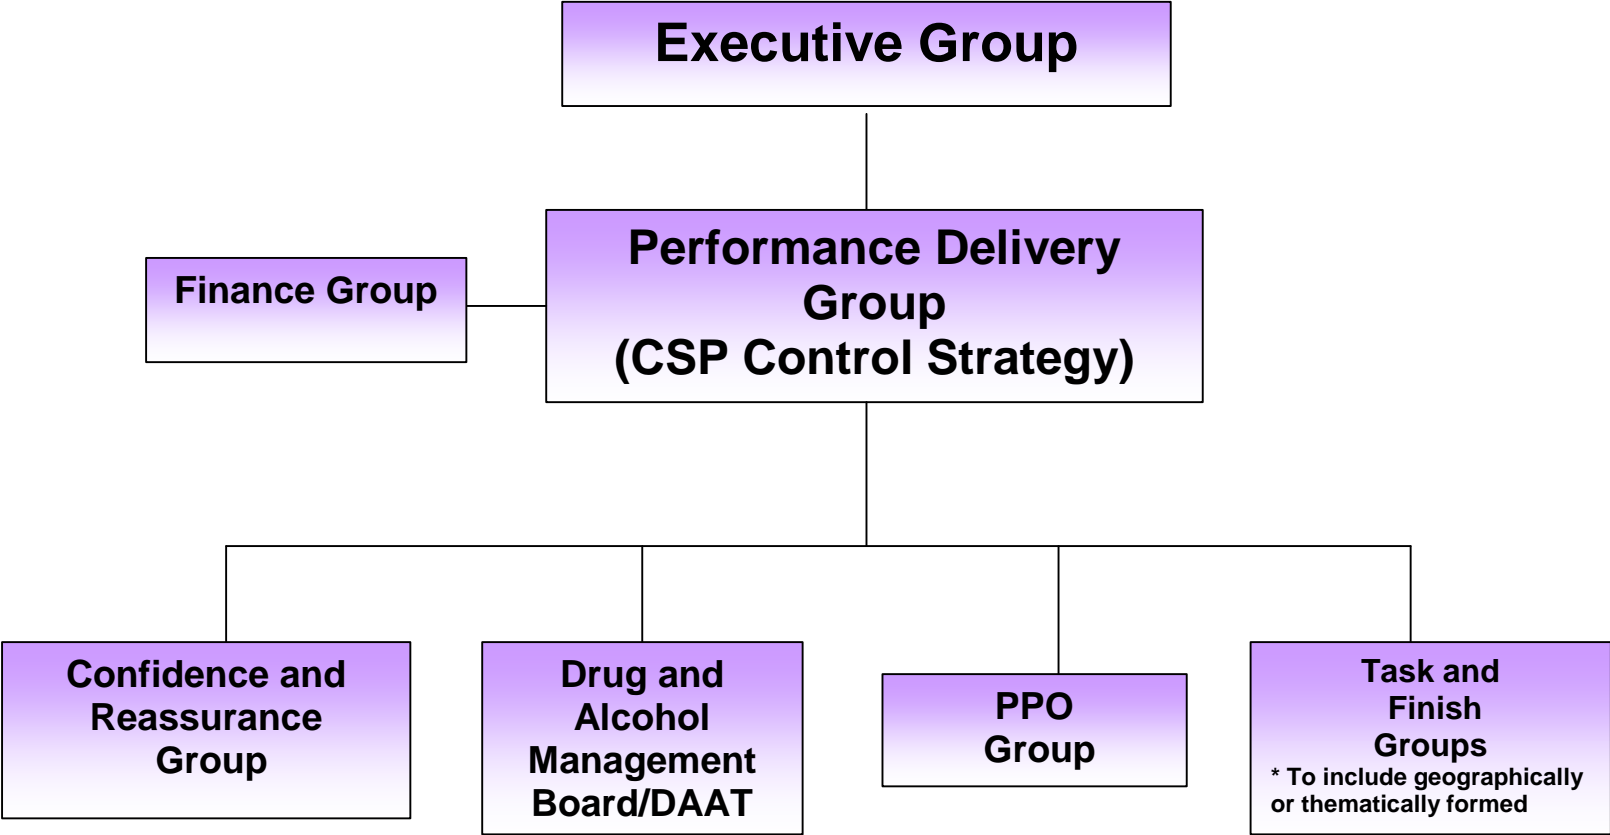 Executive Group
Finance Group
Performance Delivery
Group
(CSP Control Strategy)
Confidence and
Reassurance
Group
Drug and
Alcohol
Management
Board/DAAT
PPO
Group
Task and
Finish
Groups
* To include geographically
or thematically formed